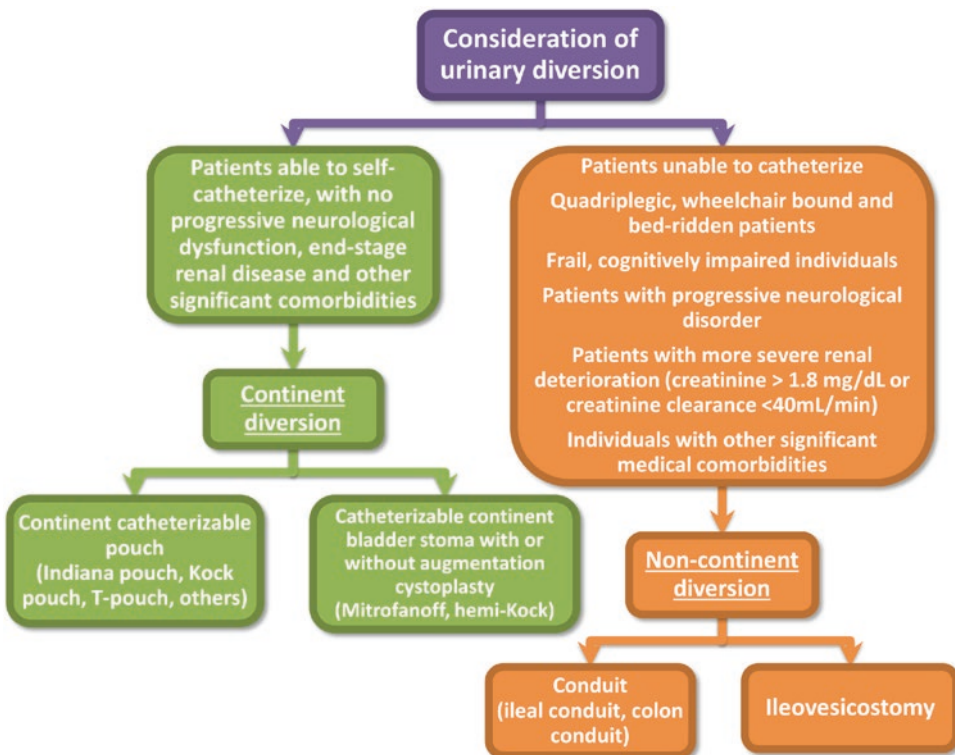 Consideration of
urinary diversion
Patients able to self-
catheterize, with no
progressive neurological
dysfunction, end-stage
renal disease and other
significant comorbidities
Continent
diversion
Continent catheterizable
pouch
(Indiana pouch, Kock
pouch, T-pouch, others)
Catheterizable continent
bladder stoma with or
without augmentation
cystoplasty
(Mitrofanoff, hemi-Kock)
Patients unable to catheterize
Quadriplegic, wheelchair bound and
bed-ridden patients
Frail, cognitively impaired individuals
Patients with progressive neurological
disorder
Patients with more severe renal
deterioration (creatinine > 1.8 mg/dL or
creatinine clearance <40mL/min)
Individuals with other significant
medical comorbidities
Non-continent
diversion
Conduit
(ileal conduit, colon
conduit)
Ileovesicostomy